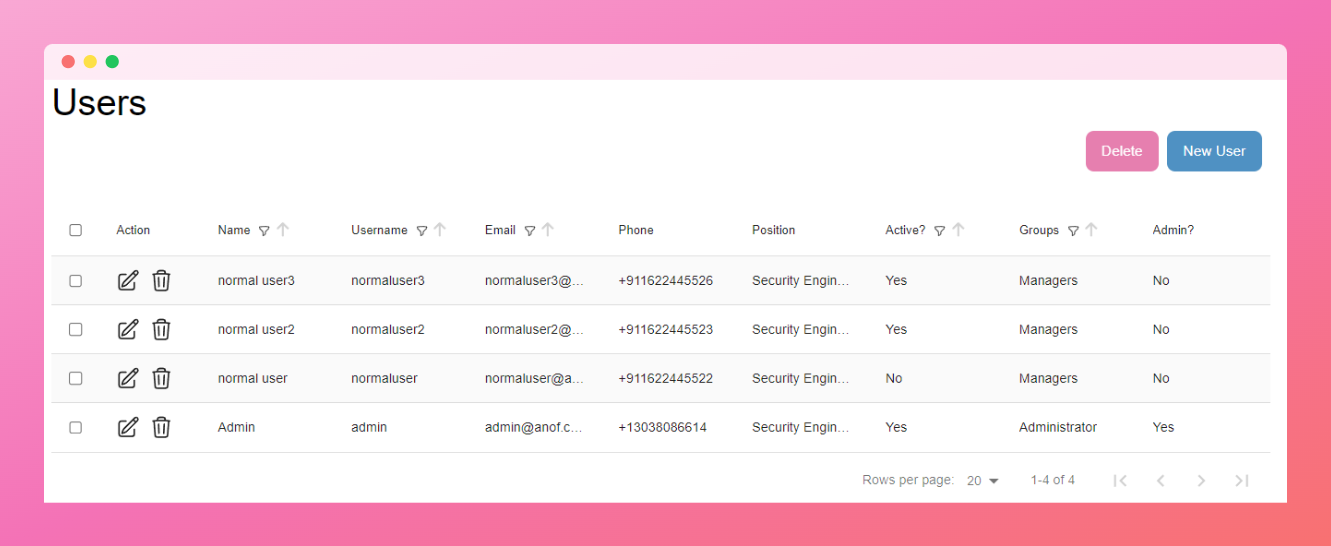 Users
Delete New User
Action Name Username Email Phone Position Active? Groups Admin?
normal user3 normaluser3 normaluser3@... +911622445526 Security Engin... Yes Managers No
normal user2 normaluser2 normaluser2@... +911622445523 Security Engin... Yes Managers No
normal user normaluser normaluser@a... +911622445522 Security Engin... No Managers No
Admin admin admin@anof.c... +13038086614 Security Engin... Yes Administrator Yes
Rows per page: 20 1-4 of 4